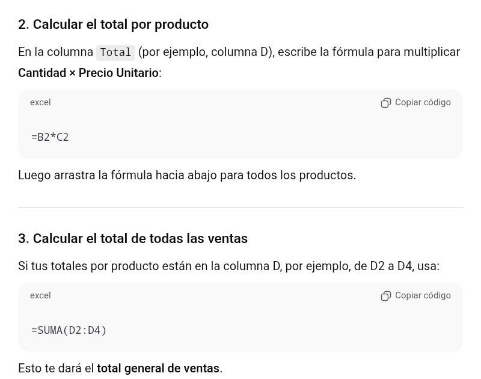 2. Calcular el total por producto
En la columna Total (por ejemplo, columna D), escribe la fórmula para multiplicar
Cantidad × Precio Unitario:
excel
Copiar código
=B2*C2
Luego arrastra la fórmula hacia abajo para todos los productos.
3. Calcular el total de todas las ventas
Si tus totales por producto están en la columna D, por ejemplo, de D2 a D4, usa:
excel
Copiar código
=SUMA(D2:D4)
Esto te dará el total general de ventas.